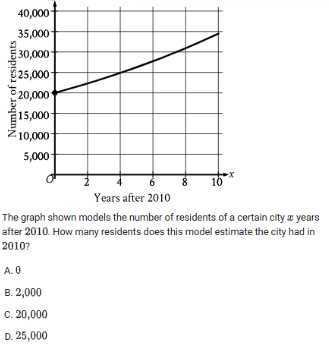 40,000
35,000
30,000
25,000
20,000
15,000
10,000
5,000
Number of residents
O
2 4 6 8 10 x
Years after 2010
The graph shown models the number of residents of a certain city x years
after 2010. How many residents does this model estimate the city had in
2010?
A. 0
B. 2,000
C. 20,000
D. 25,000